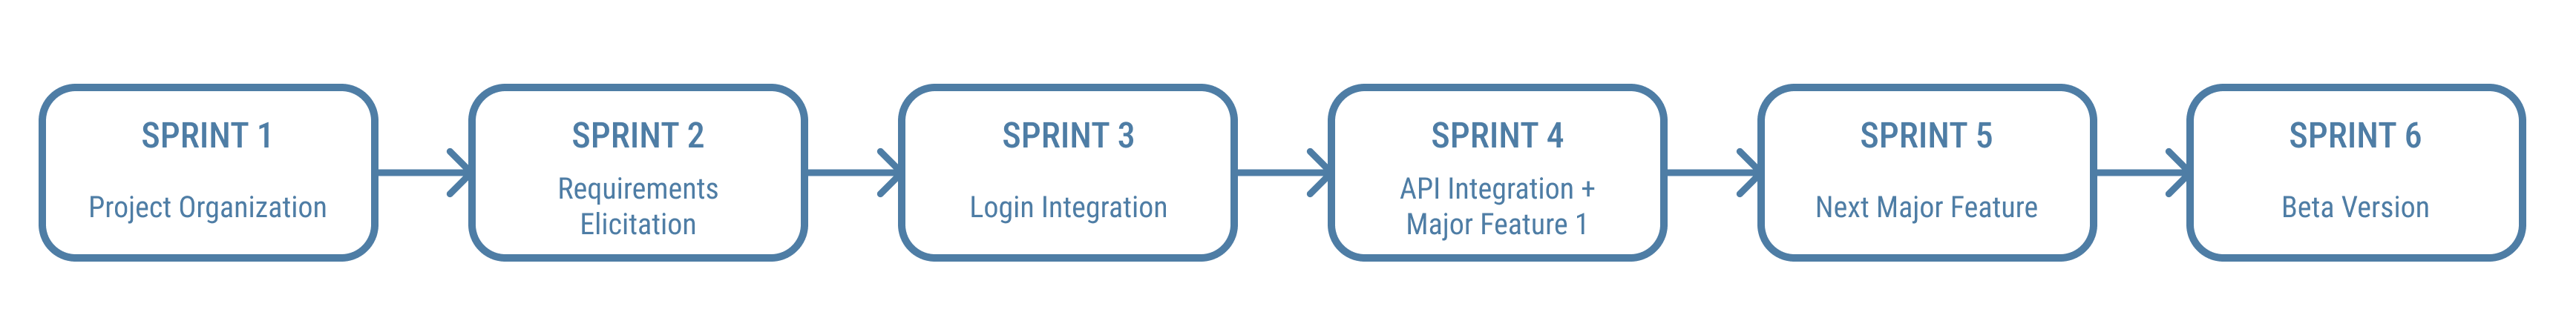 SPRINT 1
Project Organization
SPRINT 2
Requirements
Elicitation
SPRINT 3
Login Integration
SPRINT 4
API Integration +
Major Feature 1
SPRINT 5
Next Major Feature
SPRINT 6
Beta Version